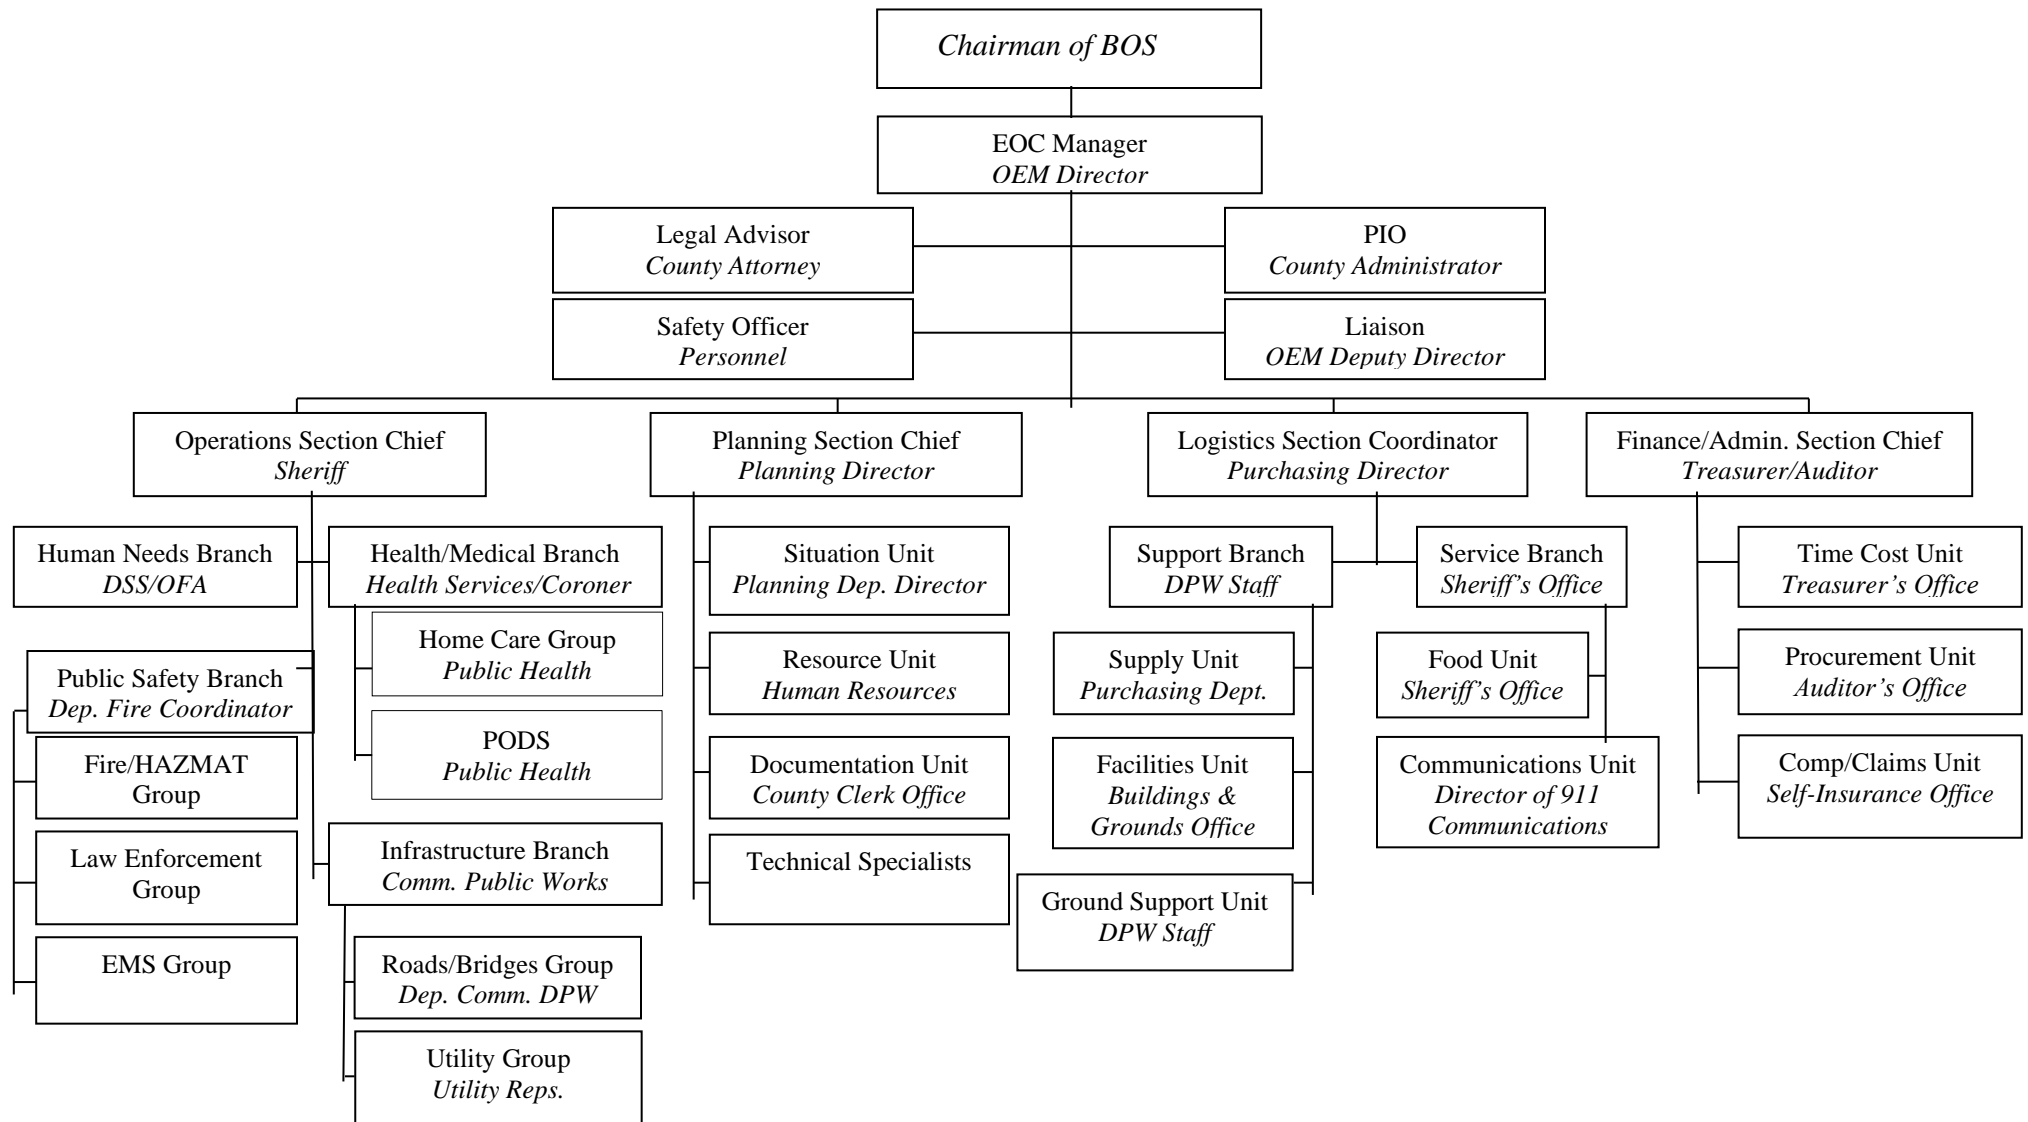 Chairman of BOS
EOC Manager
OEM Director
Legal Advisor
County Attorney
PIO
County Administrator
Safety Officer
Personnel
Liaison
OEM Deputy Director
Operations Section Chief
Sheriff
Planning Section Chief
Planning Director
Logistics Section Coordinator
Purchasing Director
Finance/Admin. Section Chief
Treasurer/Auditor
Human Needs Branch
DSS/OFA
Health/Medical Branch
Health Services/Coroner
Home Care Group
Public Health
PODS
Public Health
Public Safety Branch
Dep. Fire Coordinator
Fire/HAZMAT
Group
Law Enforcement
Group
EMS Group
Infrastructure Branch
Comm. Public Works
Roads/Bridges Group
Dep. Comm. DPW
Utility Group
Utility Reps.
Situation Unit
Planning Dep. Director
Resource Unit
Human Resources
Documentation Unit
County Clerk Office
Technical Specialists
Support Branch
DPW Staff
Supply Unit
Purchasing Dept.
Facilities Unit
Buildings &
Grounds Office
Ground Support Unit
DPW Staff
Service Branch
Sheriff’s Office
Food Unit
Sheriff’s Office
Communications Unit
Director of 911
Communications
Time Cost Unit
Treasurer’s Office
Procurement Unit
Auditor’s Office
Comp/Claims Unit
Self-Insurance Office